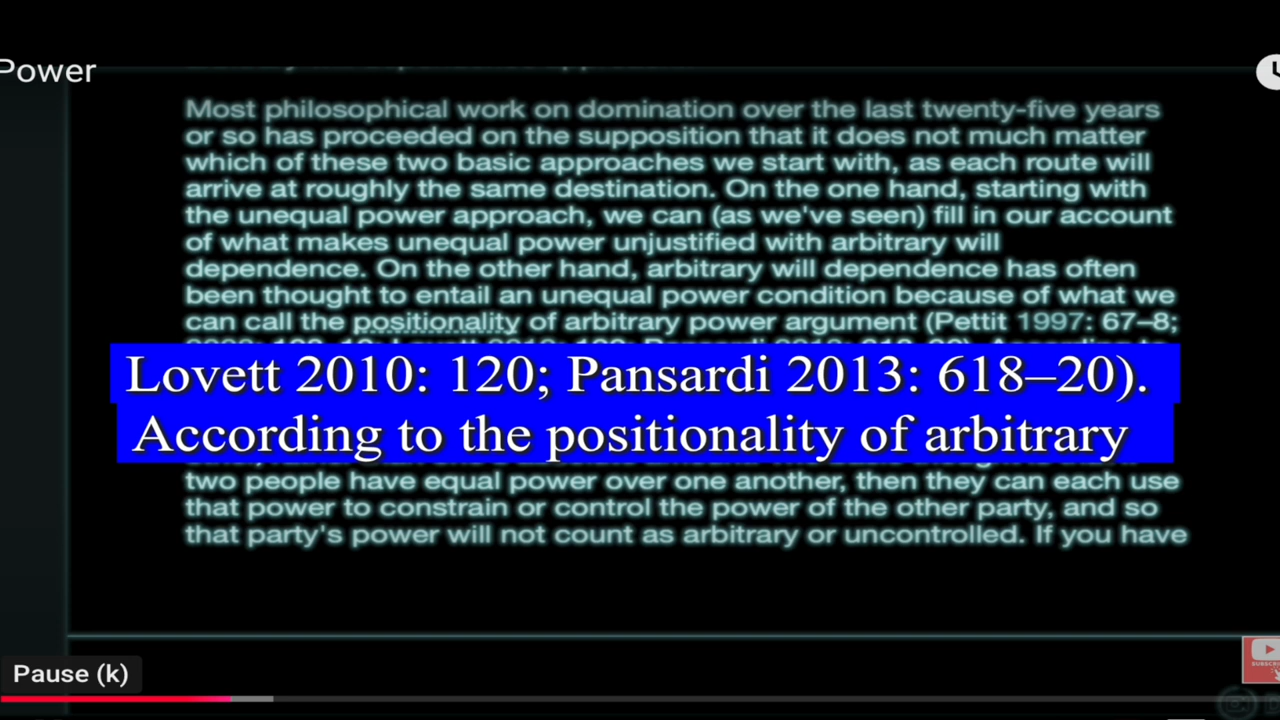 Power
Most philosophical work on domination over the last twenty-five years
or so has proceeded on the supposition that it does not much matter
which of these two basic approaches we start with, as each route will
arrive at roughly the same destination. On the one hand, starting with
the unequal power approach, we can (as we've seen) fill in our account
of what makes unequal power unjustified with arbitrary will
dependence. On the other hand, arbitrary will dependence has often
been thought to entail an unequal power condition because of what we
can call the positionality of arbitrary power argument (Pettit 1997: 67–8;
Lovett 2010: 120; Pansardi 2013: 618–20).
According to the positionality of arbitrary
two people have equal power over one another, then they can each use
that power to constrain or control the power of the other party, and so
that party's power will not count as arbitrary or uncontrolled. If you have
Pause (k)